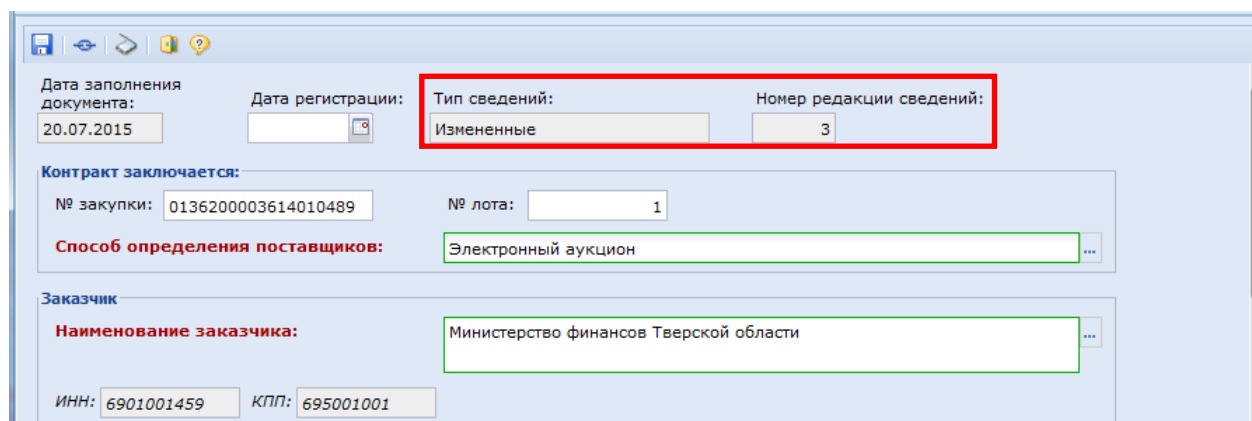 Дата заполнения документа:
Дата регистрации:
Тип сведений:
Номер редакции сведений:
20.07.2015
Измененные
3
Контракт заключается:
№ закупки: 0136200003614010489 № лота: 1
Способ определения поставщиков: Электронный аукцион ...
Заказчик
Наименование заказчика: Министерство финансов Тверской области ...
ИНН: 6901001459 КПП: 695001001